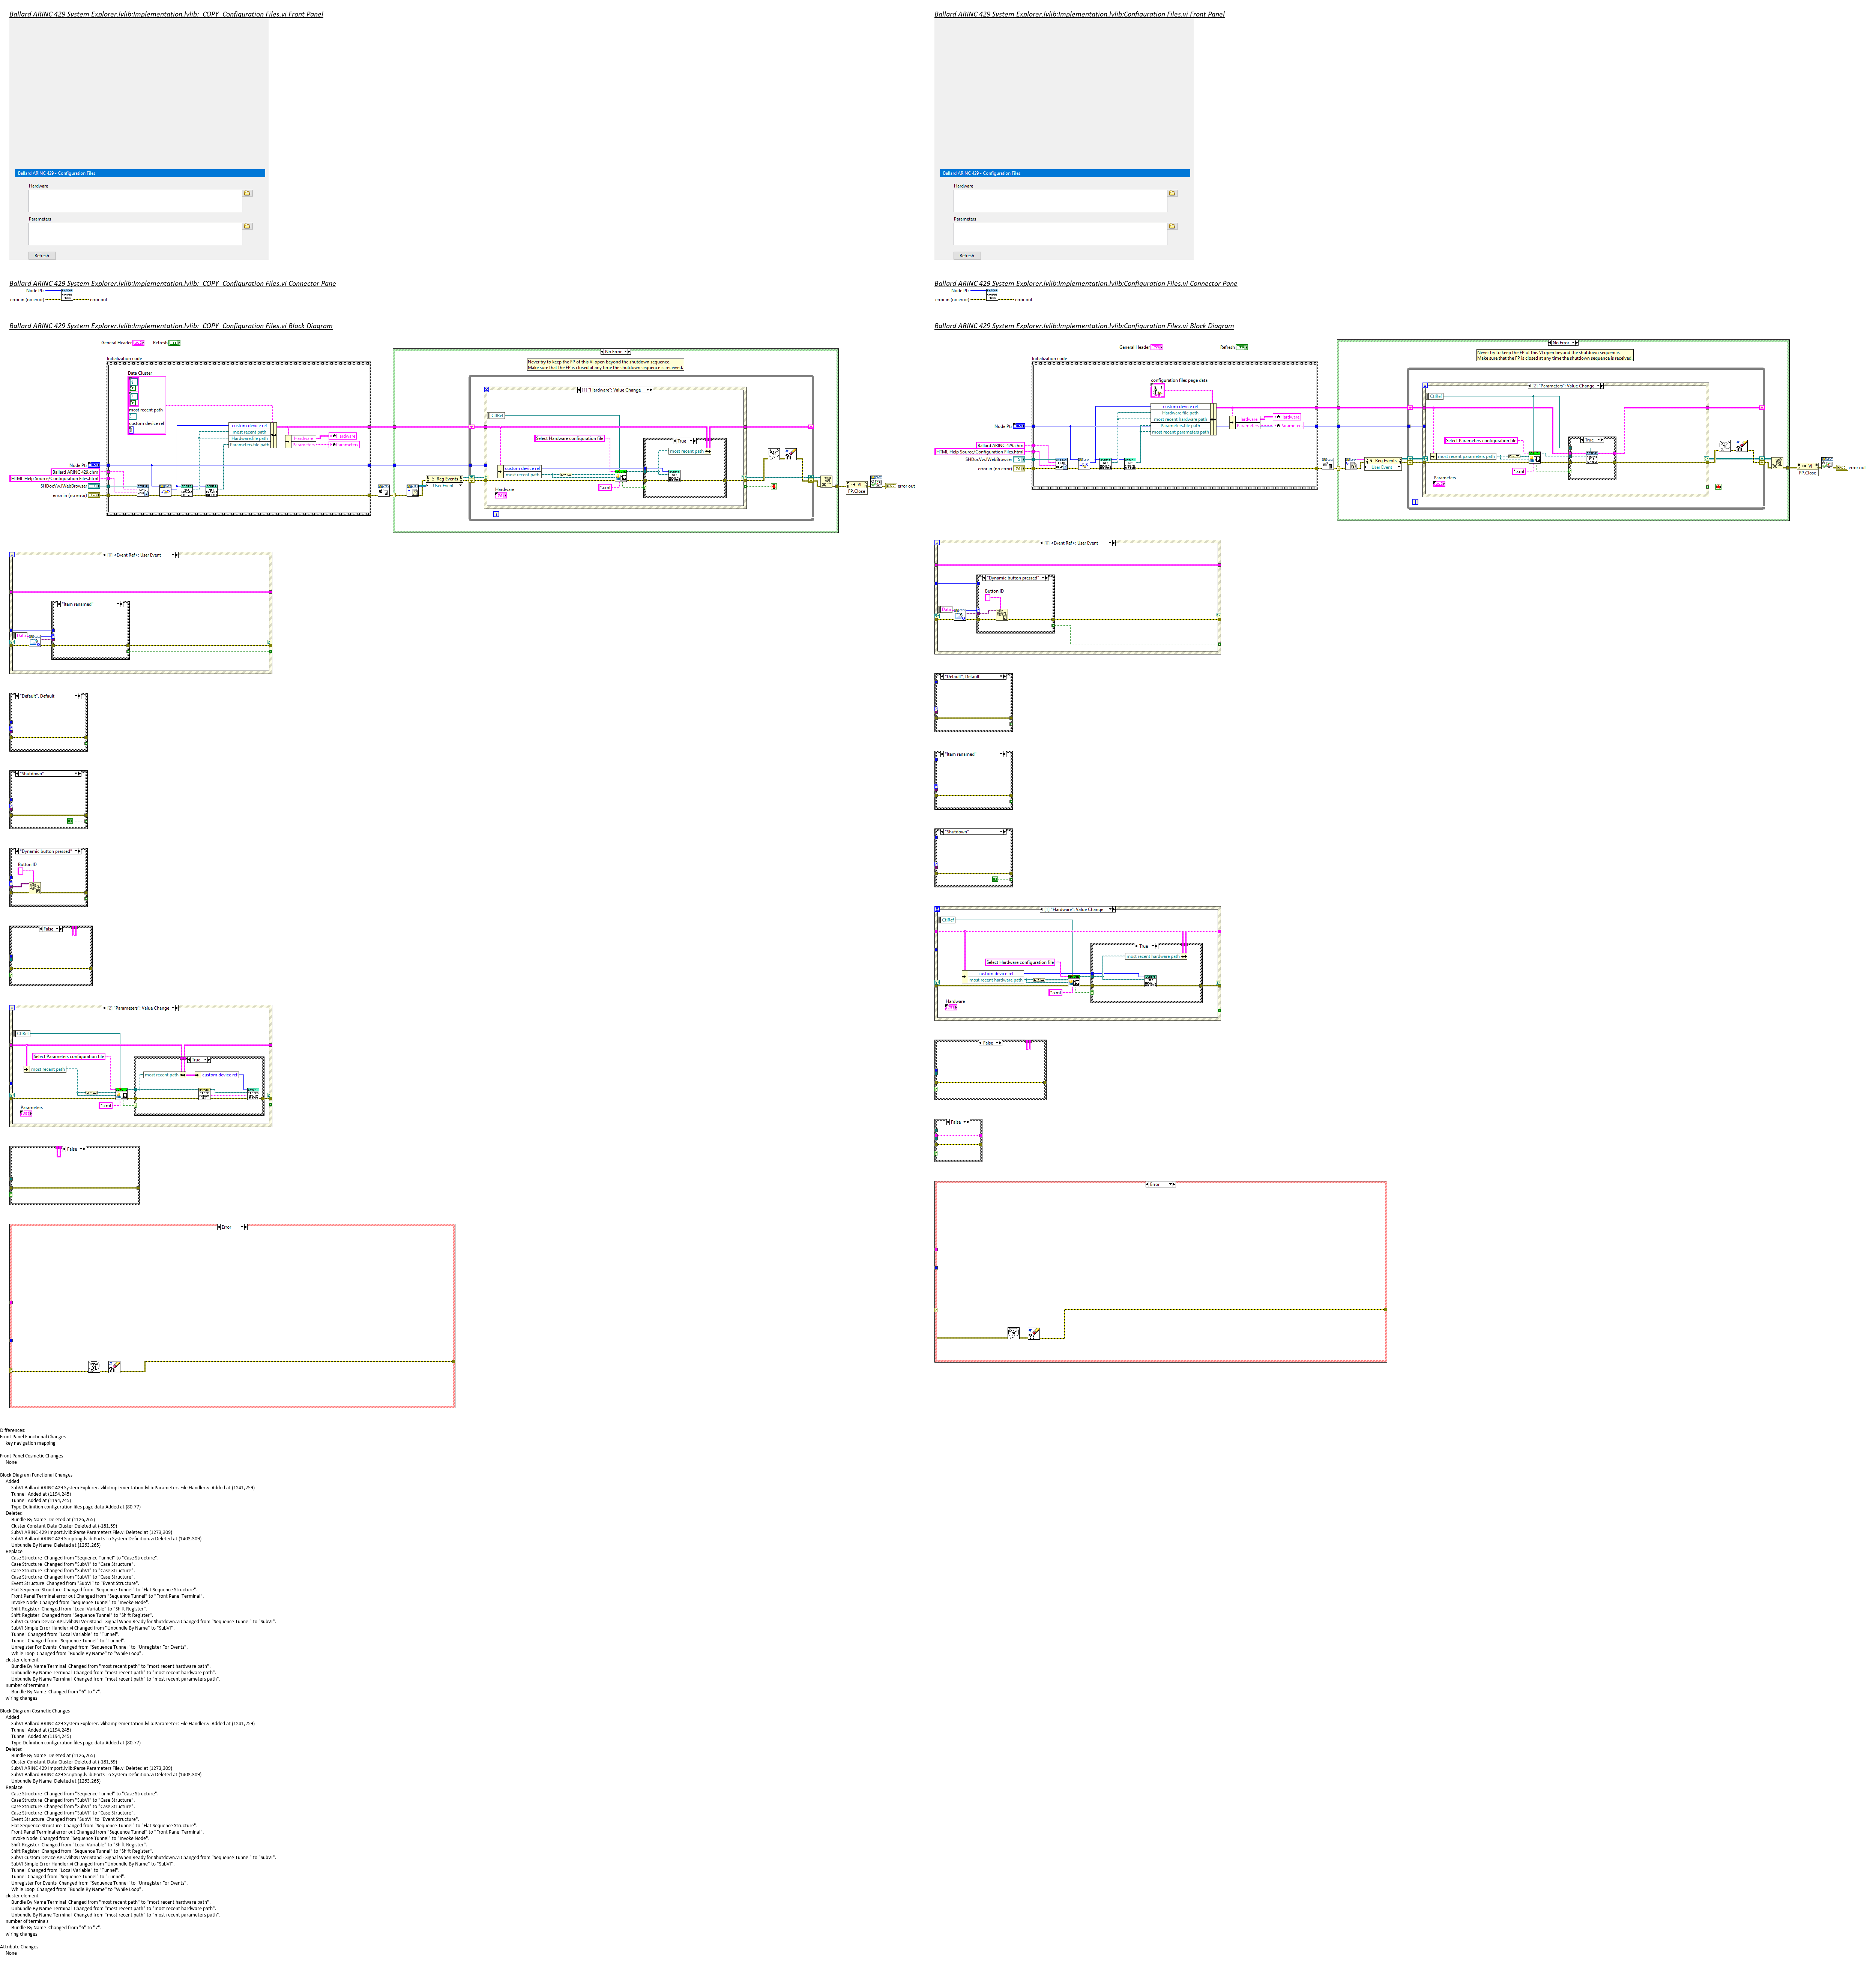 Ballard ARINC 429 System Explorer.lvlib:Implementation.lvlib:_COPY_Configuration Files.vi Front Panel
Ballard ARINC 429 - Configuration Files
Hardware
Parameters
Refresh
Ballard ARINC 429 System Explorer.lvlib:Implementation.lvlib:_COPY_Configuration Files.vi Connector Pane
Node Ptr
error in (no error)
error out
Ballard ARINC 429 System Explorer.lvlib:Implementation.lvlib:_COPY_Configuration Files.vi Block Diagram
General Header
Refresh
Initialization code
Data Cluster
most recent path
custom device ref
custom device ref
most recent path
Hardware.file path
Parameters.file path
Hardware
Parameters
Hardware
Parameters
Node Ptr
Ballard ARINC 429.chm
HTML Help Source/Configuration Files.html
SHDocVw.IWebBrowser
error in (no error)
No Error
Never try to keep the FP of this VI open beyond the shutdown sequence.
Make sure that the FP is closed at any time the shutdown sequence is received.
"Hardware": Value Change
CtlRef
Select Hardware configuration file
custom device ref
most recent path
Hardware
*.xml
True
most recent path
Reg Events
User Event
VI
FP.Close
error out
<Event Ref>: User Event
"Item renamed"
Data
"Default", Default
"Shutdown"
"Dynamic button pressed"
Button ID
False
"Parameters": Value Change
CtlRef
Select Parameters configuration file
most recent path
True
most recent path
custom device ref
Parameters
*.xml
False
Error
Ballard ARINC 429 System Explorer.lvlib:Implementation.lvlib:Configuration Files.vi Front Panel
Ballard ARINC 429 - Configuration Files
Hardware
Parameters
Refresh
Ballard ARINC 429 System Explorer.lvlib:Implementation.lvlib:Configuration Files.vi Connector Pane
Node Ptr
error in (no error)
error out
Ballard ARINC 429 System Explorer.lvlib:Implementation.lvlib:Configuration Files.vi Block Diagram
General Header
Refresh
Initialization code
configuration files page data
custom device ref
Hardware.file path
most recent hardware path
Parameters.file path
most recent parameters path
Hardware
Parameters
Hardware
Parameters
Node Ptr
Ballard ARINC 429.chm
HTML Help Source/Configuration Files.html
SHDocVw.IWebBrowser
error in (no error)
No Error
Never try to keep the FP of this VI open beyond the shutdown sequence.
Make sure that the FP is closed at any time the shutdown sequence is received.
"Parameters": Value Change
CtlRef
Select Parameters configuration file
most recent parameters path
*.xml
Parameters
True
Reg Events
User Event
VI
FP.Close
error out
<Event Ref>: User Event
"Dynamic button pressed"
Button ID
Data
"Default", Default
"Item renamed"
"Shutdown"
"Hardware": Value Change
CtlRef
True
most recent hardware path
Select Hardware configuration file
custom device ref
most recent hardware path
*.xml
Hardware
False
False
Error
Differences:
Front Panel Functional Changes
key navigation mapping
Front Panel Cosmetic Changes
None
Block Diagram Functional Changes
Added
SubVI Ballard ARINC 429 System Explorer.lvlib:Implementation.lvlib:Parameters File Handler.vi Added at (1241,259)
Tunnel  Added at (1194,245)
Tunnel  Added at (1194,245)
Type Definition configuration files page data Added at (80,77)
Deleted
Bundle By Name  Deleted at (1126,265)
Cluster Constant Data Cluster Deleted at (-181,59)
SubVI ARINC 429 Import.lvlib:Parse Parameters File.vi Deleted at (1273,309)
SubVI Ballard ARINC 429 Scripting.lvlib:Ports To System Definition.vi Deleted at (1403,309)
Unbundle By Name  Deleted at (1263,265)
Replace
Case Structure  Changed from "Sequence Tunnel" to "Case Structure".
Case Structure  Changed from "SubVI" to "Case Structure".
Case Structure  Changed from "SubVI" to "Case Structure".
Case Structure  Changed from "SubVI" to "Case Structure".
Event Structure  Changed from "SubVI" to "Event Structure".
Flat Sequence Structure  Changed from "Sequence Tunnel" to "Flat Sequence Structure".
Front Panel Terminal error out Changed from "Sequence Tunnel" to "Front Panel Terminal".
Invoke Node  Changed from "Sequence Tunnel" to "Invoke Node".
Shift Register  Changed from "Local Variable" to "Shift Register".
Shift Register  Changed from "Sequence Tunnel" to "Shift Register".
SubVI Custom Device API.lvlib:NI VeriStand - Signal When Ready for Shutdown.vi Changed from "Sequence Tunnel" to "SubVI".
SubVI Simple Error Handler.vi Changed from "Unbundle By Name" to "SubVI".
Tunnel  Changed from "Local Variable" to "Tunnel".
Tunnel  Changed from "Sequence Tunnel" to "Tunnel".
Unregister For Events  Changed from "Sequence Tunnel" to "Unregister For Events".
While Loop  Changed from "Bundle By Name" to "While Loop".
cluster element
Bundle By Name Terminal  Changed from "most recent path" to "most recent hardware path".
Unbundle By Name Terminal  Changed from "most recent path" to "most recent hardware path".
Unbundle By Name Terminal  Changed from "most recent path" to "most recent parameters path".
number of terminals
Bundle By Name  Changed from "6" to "7".
wiring changes
Block Diagram Cosmetic Changes
Added
SubVI Ballard ARINC 429 System Explorer.lvlib:Implementation.lvlib:Parameters File Handler.vi Added at (1241,259)
Tunnel  Added at (1194,245)
Tunnel  Added at (1194,245)
Type Definition configuration files page data Added at (80,77)
Deleted
Bundle By Name  Deleted at (1126,265)
Cluster Constant Data Cluster Deleted at (-181,59)
SubVI ARINC 429 Import.lvlib:Parse Parameters File.vi Deleted at (1273,309)
SubVI Ballard ARINC 429 Scripting.lvlib:Ports To System Definition.vi Deleted at (1403,309)
Unbundle By Name  Deleted at (1263,265)
Replace
Case Structure  Changed from "Sequence Tunnel" to "Case Structure".
Case Structure  Changed from "SubVI" to "Case Structure".
Case Structure  Changed from "SubVI" to "Case Structure".
Case Structure  Changed from "SubVI" to "Case Structure".
Event Structure  Changed from "SubVI" to "Event Structure".
Flat Sequence Structure  Changed from "Sequence Tunnel" to "Flat Sequence Structure".
Front Panel Terminal error out Changed from "Sequence Tunnel" to "Front Panel Terminal".
Invoke Node  Changed from "Sequence Tunnel" to "Invoke Node".
Shift Register  Changed from "Local Variable" to "Shift Register".
Shift Register  Changed from "Sequence Tunnel" to "Shift Register".
SubVI Custom Device API.lvlib:NI VeriStand - Signal When Ready for Shutdown.vi Changed from "Sequence Tunnel" to "SubVI".
SubVI Simple Error Handler.vi Changed from "Unbundle By Name" to "SubVI".
Tunnel  Changed from "Local Variable" to "Tunnel".
Tunnel  Changed from "Sequence Tunnel" to "Tunnel".
Unregister For Events  Changed from "Sequence Tunnel" to "Unregister For Events".
While Loop  Changed from "Bundle By Name" to "While Loop".
cluster element
Bundle By Name Terminal  Changed from "most recent path" to "most recent hardware path".
Unbundle By Name Terminal  Changed from "most recent path" to "most recent hardware path".
Unbundle By Name Terminal  Changed from "most recent path" to "most recent parameters path".
number of terminals
Bundle By Name  Changed from "6" to "7".
wiring changes
Attribute Changes
None